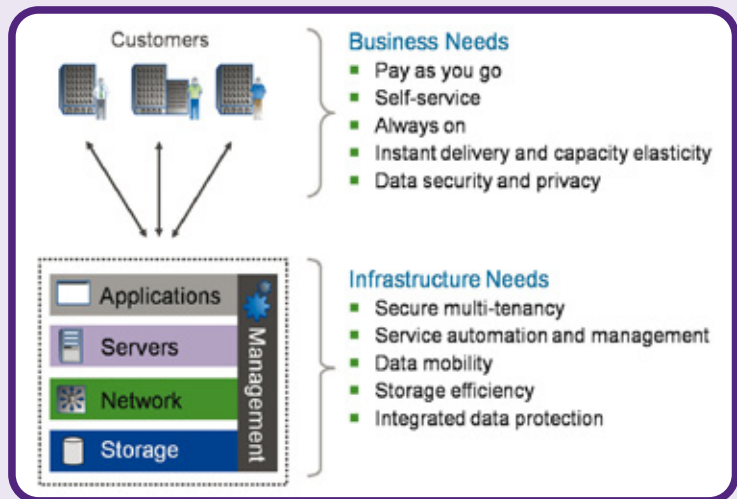 Customers
Business Needs
Pay as you go
Self-service
Always on
Instant delivery and capacity elasticity
Data security and privacy
Applications
Servers
Network
Storage
Management
Infrastructure Needs
Secure multi-tenancy
Service automation and management
Data mobility
Storage efficiency
Integrated data protection